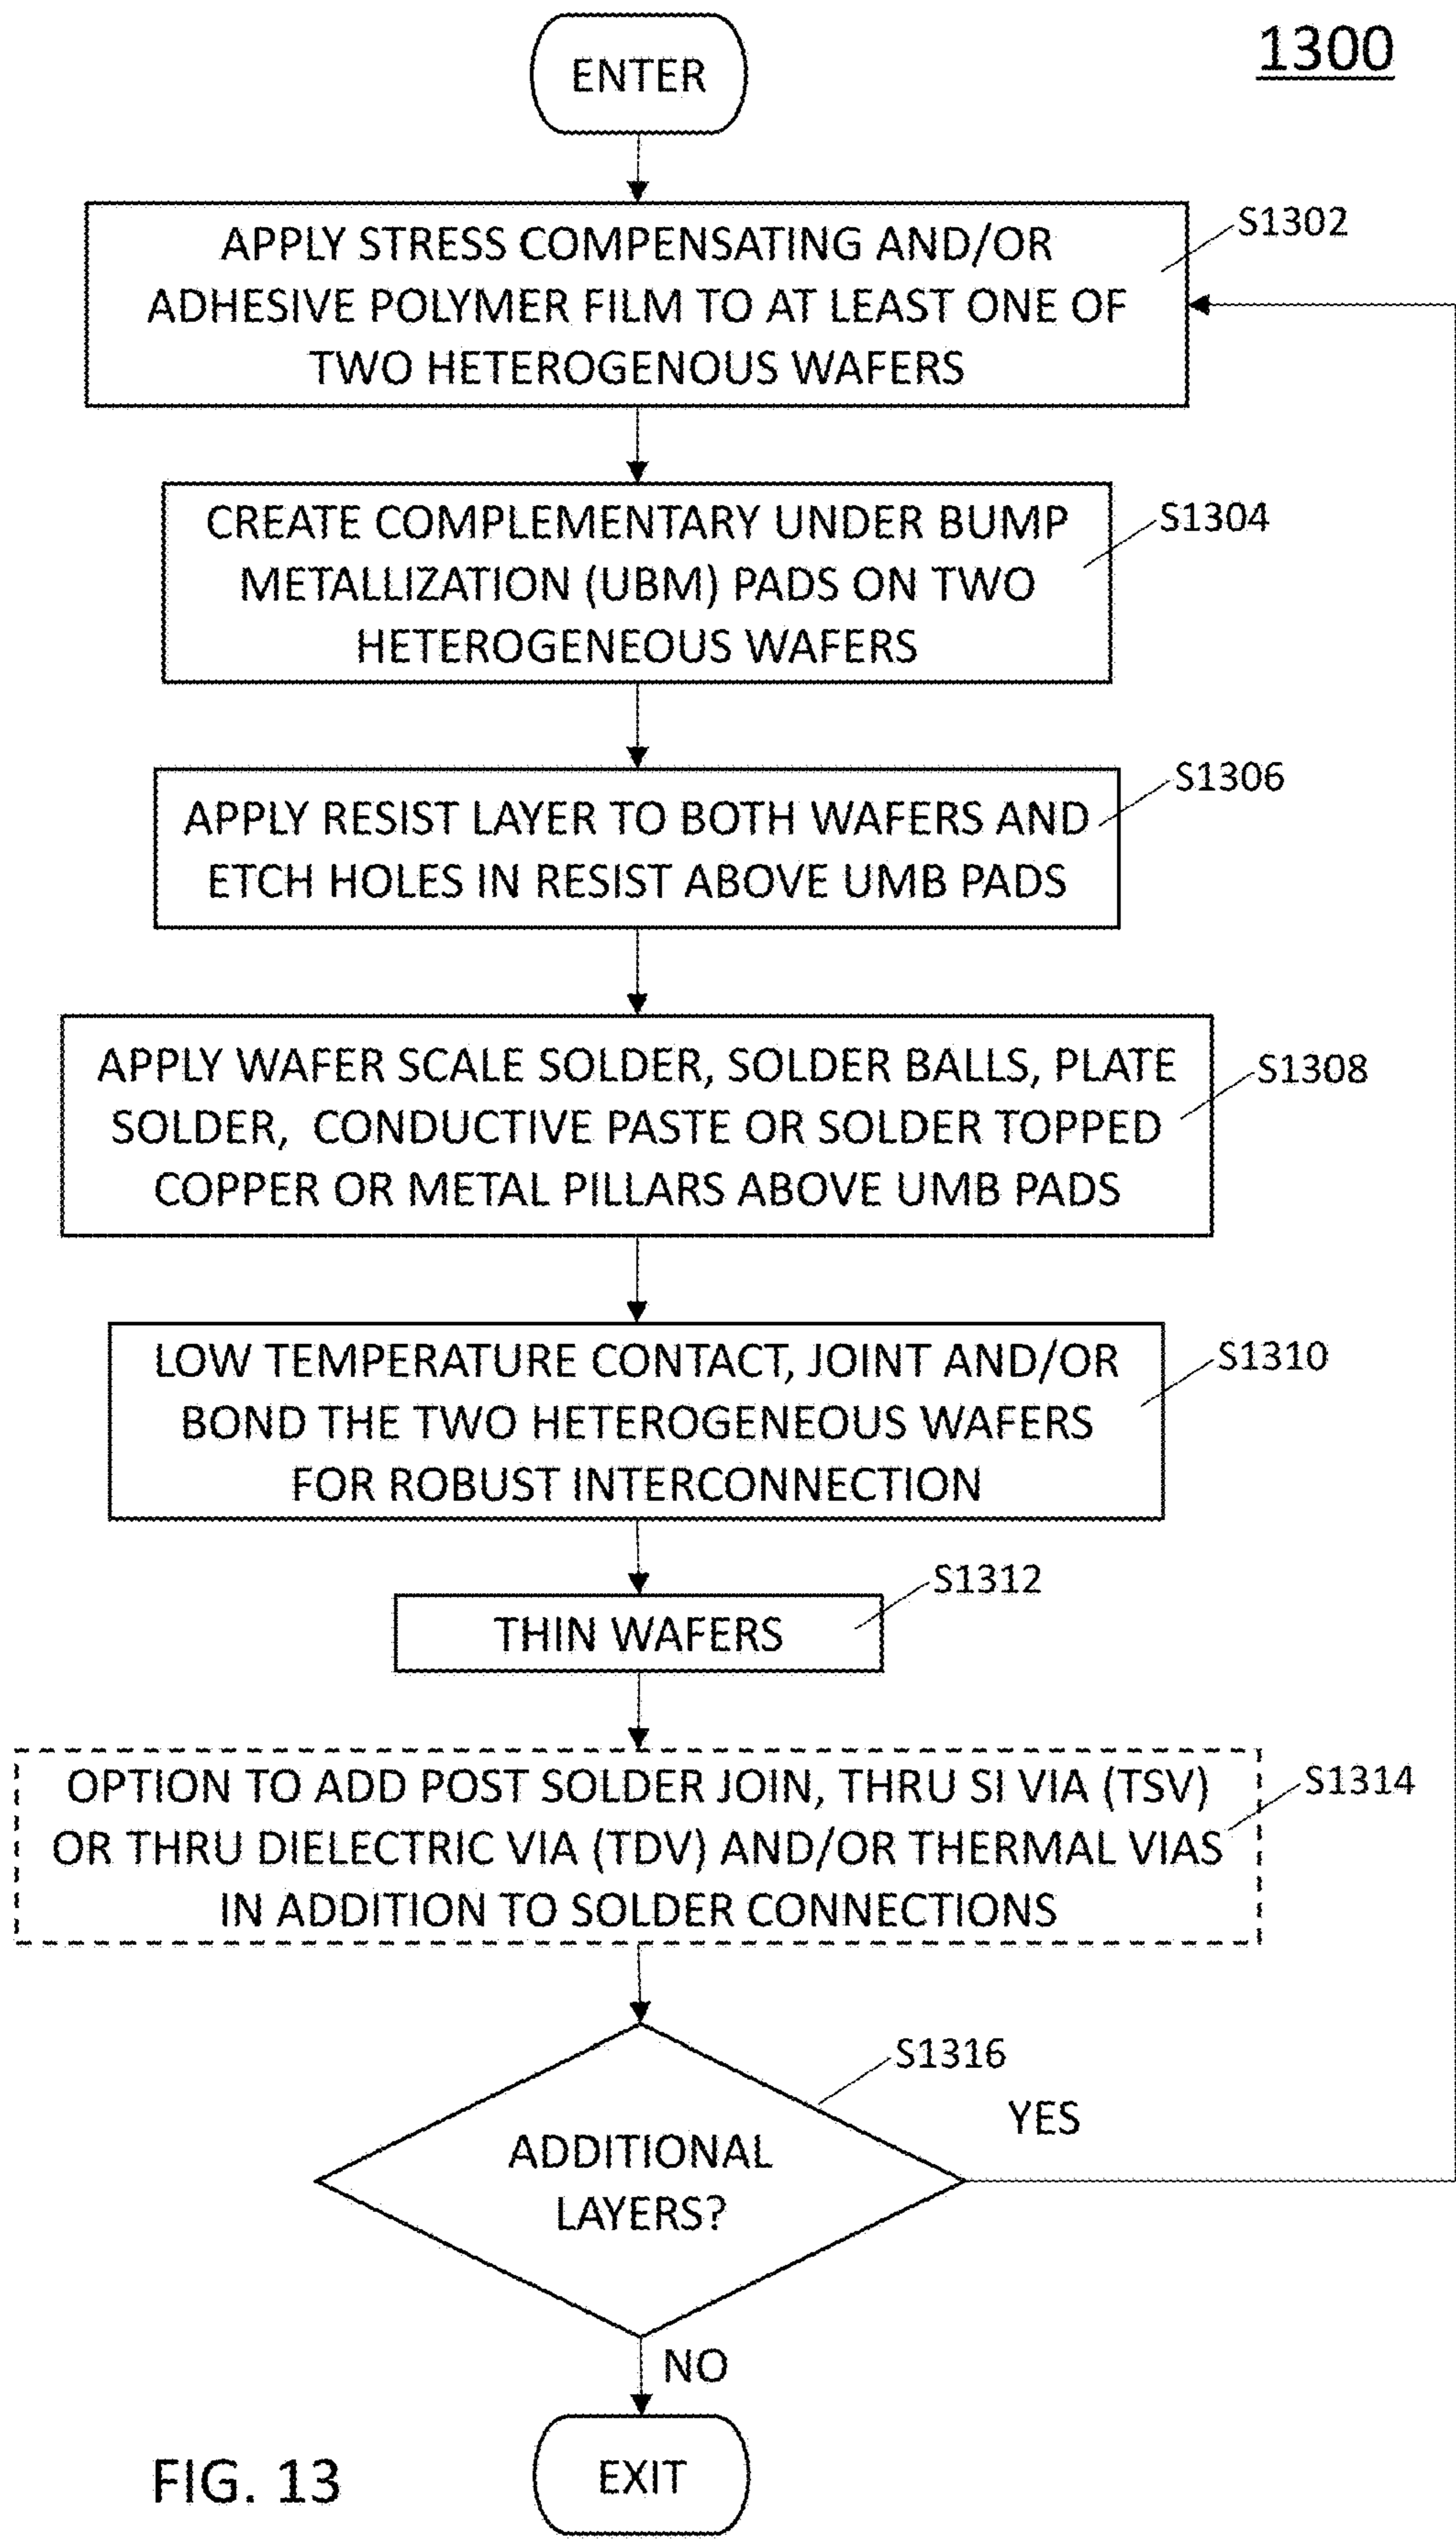 1300
ENTER
S1302
APPLY STRESS COMPENSATING AND/OR
ADHESIVE POLYMER FILM TO AT LEAST ONE OF
TWO HETEROGENOUS WAFERS
S1304
CREATE COMPLEMENTARY UNDER BUMP
METALLIZATION (UBM) PADS ON TWO
HETEROGENEOUS WAFERS
S1306
APPLY RESIST LAYER TO BOTH WAFERS AND
ETCH HOLES IN RESIST ABOVE UMB PADS
S1308
APPLY WAFER SCALE SOLDER, SOLDER BALLS, PLATE
SOLDER, CONDUCTIVE PASTE OR SOLDER TOPPED
COPPER OR METAL PILLARS ABOVE UMB PADS
S1310
LOW TEMPERATURE CONTACT, JOINT AND/OR
BOND THE TWO HETEROGENEOUS WAFERS
FOR ROBUST INTERCONNECTION
S1312
THIN WAFERS
S1314
OPTION TO ADD POST SOLDER JOIN, THRU SI VIA (TSV)
OR THRU DIELECTRIC VIA (TDV) AND/OR THERMAL VIAS
IN ADDITION TO SOLDER CONNECTIONS
S1316
YES
ADDITIONAL
LAYERS?
NO
EXIT
FIG. 13